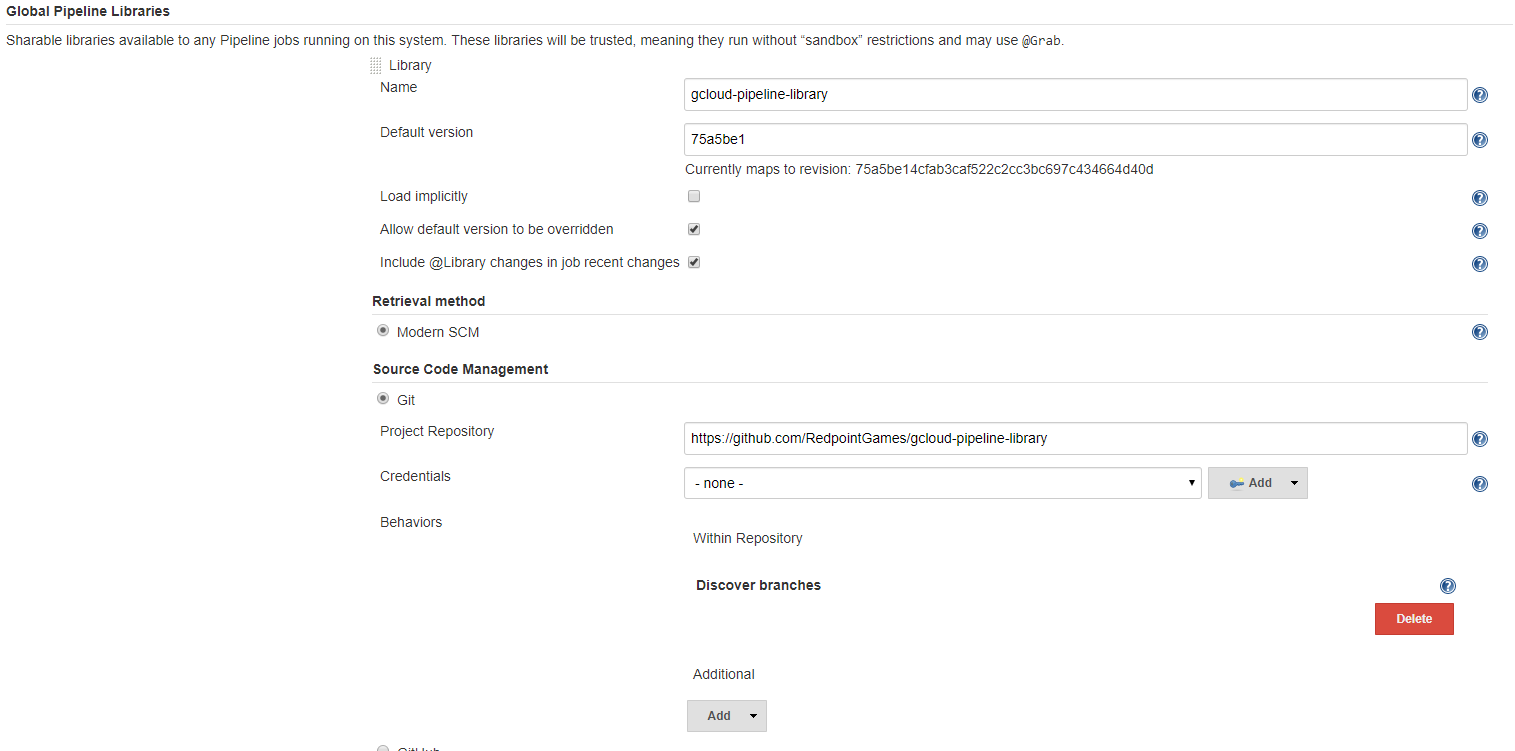 Global Pipeline Libraries
Sharable libraries available to any Pipeline jobs running on this system. These libraries will be trusted, meaning they run without “sandbox” restrictions and may use @Grab.
Library
Name
gcloud-pipeline-library
Default version
75a5be1
Currently maps to revision: 75a5be14cfab3caf522c2cc3bc697c434664d40d
Load implicitly
Allow default version to be overridden
Include @Library changes in job recent changes
Retrieval method
Modern SCM
Source Code Management
Git
Project Repository
https://github.com/RedpointGames/gcloud-pipeline-library
Credentials
- none -
Add
Behaviors
Within Repository
Discover branches
Delete
Additional
Add
GitHub